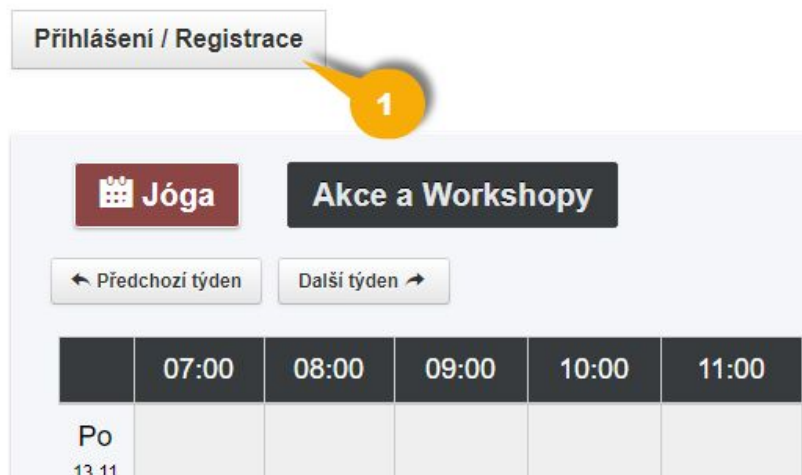 Přihlášení / Registrace
1
Jóga
Akce a Workshopy
Předchozí týden
Další týden
07:00 08:00 09:00 10:00 11:00
Po
13.11